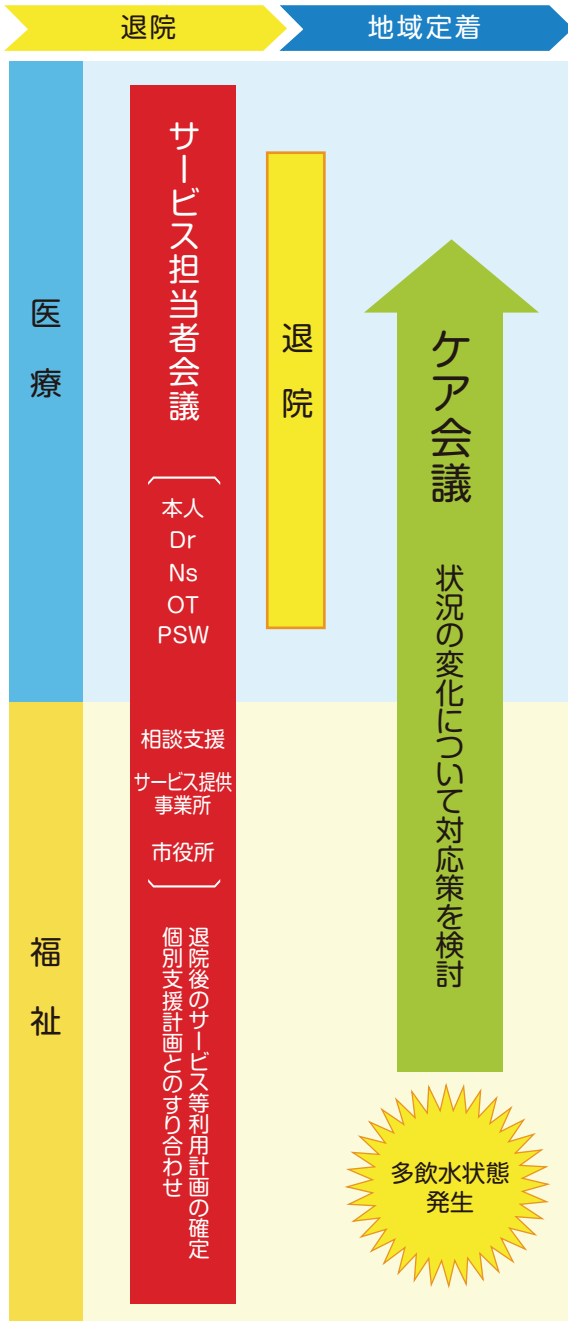 退院
地域定着
医療
福祉
サービス担当者会議
本人
Dr
Ns
OT
PSW
相談支援
サービス提供
事業所
市役所
退院後のサービス等利用計画の確定
個別支援計画とのすり合わせ
退院
ケア会議
状況の変化について対応策を検討
多飲水状態
発生